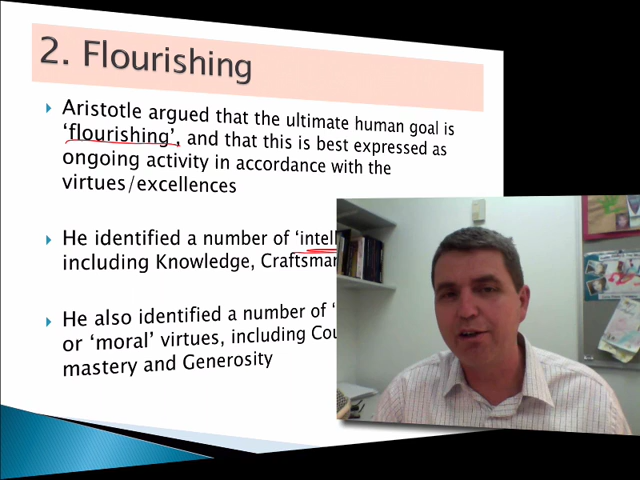 2. Flourishing
Aristotle argued that the ultimate human goal is
‘flourishing’, and that this is best expressed as
ongoing activity in accordance with the
virtues/excellences
He identified a number of ‘intell
including Knowledge, Craftsman
He also identified a number of ‘
or ‘moral’ virtues, including Cou
mastery and Generosity